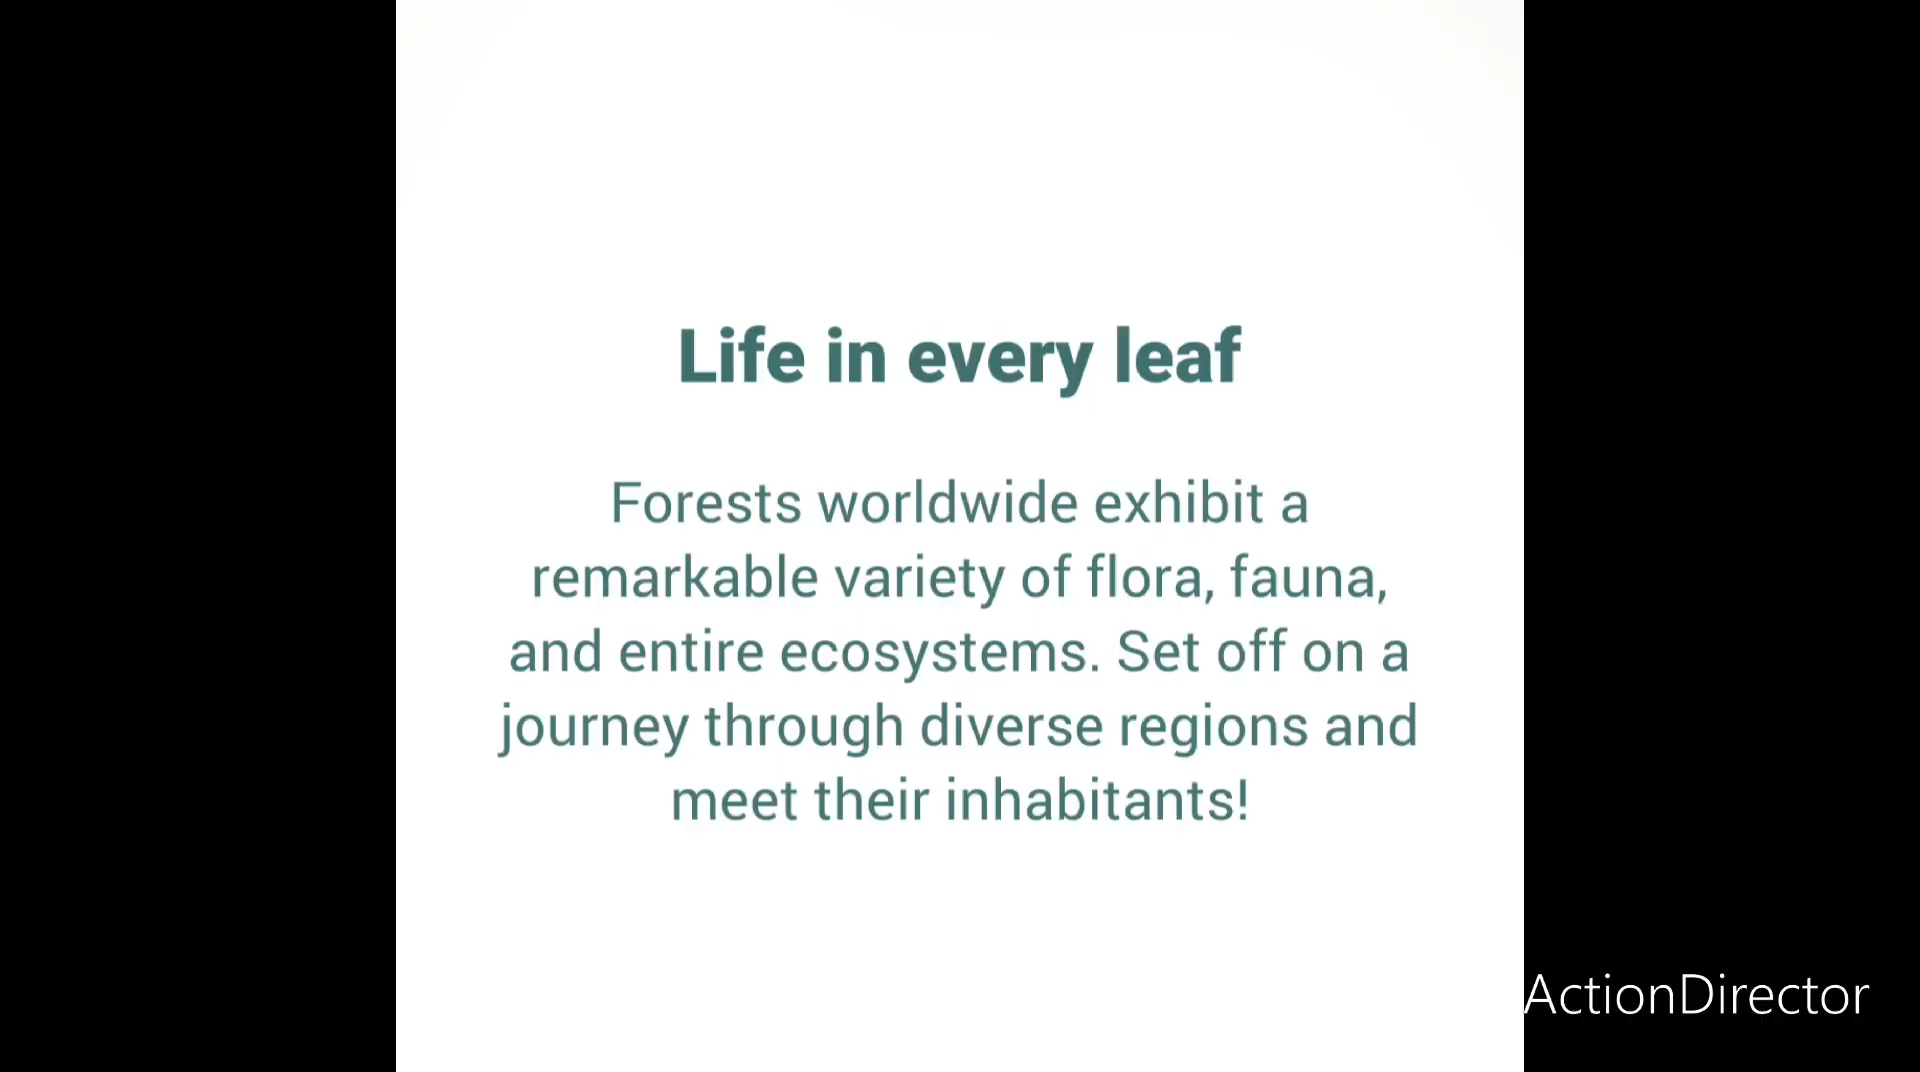 Life in every leaf
Forests worldwide exhibit a
remarkable variety of flora, fauna,
and entire ecosystems. Set off on a
journey through diverse regions and
meet their inhabitants!
ActionDirector